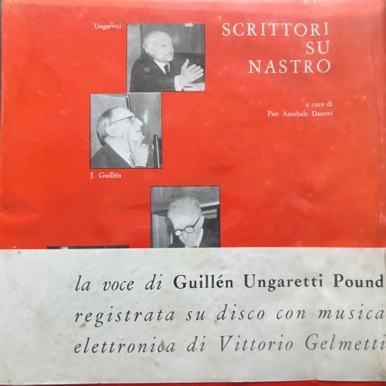 Ungaretti
SCRITTORI
SU
NASTRO
a cura di
Pier Annibale Danovi
J. Guillén
la voce di Guillén Ungaretti Pound
registrata su disco con musica
elettronica di Vittorio Gelmetti